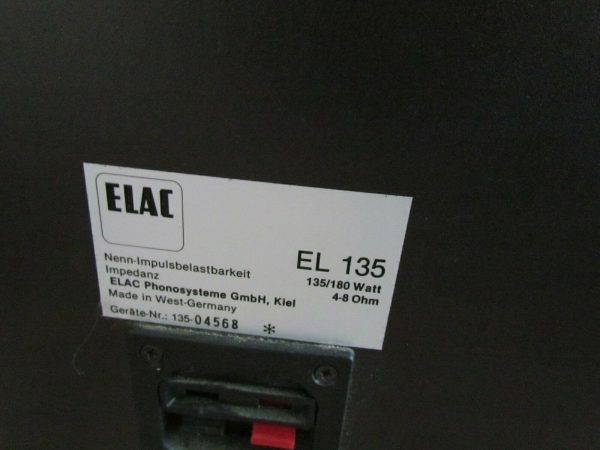 ELAC
EL 135
Nenn-Impulsbelastbarkeit 135/180 Watt
Impedanz 4-8 Ohm
ELAC Phonosysteme GmbH, Kiel
Made in West-Germany
Geräte-Nr.: 135-04568 *